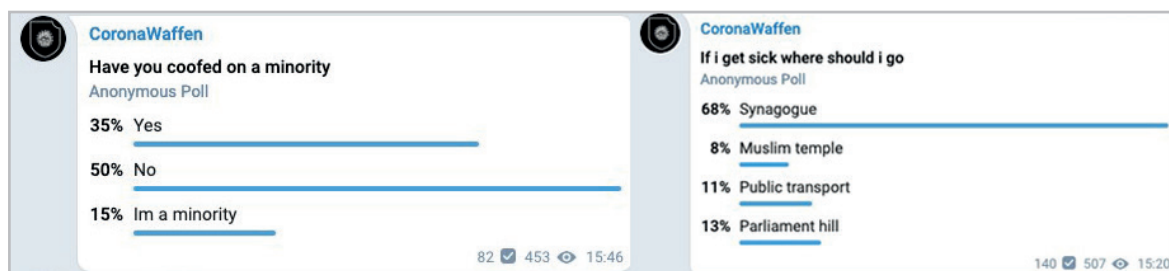 CoronaWaffen
Have you coofed on a minority
Anonymous Poll
35% Yes
50% No
15% Im a minority
82 453 15:46
CoronaWaffen
If i get sick where should i go
Anonymous Poll
68% Synagogue
8% Muslim temple
11% Public transport
13% Parliament hill
140 507 15:20